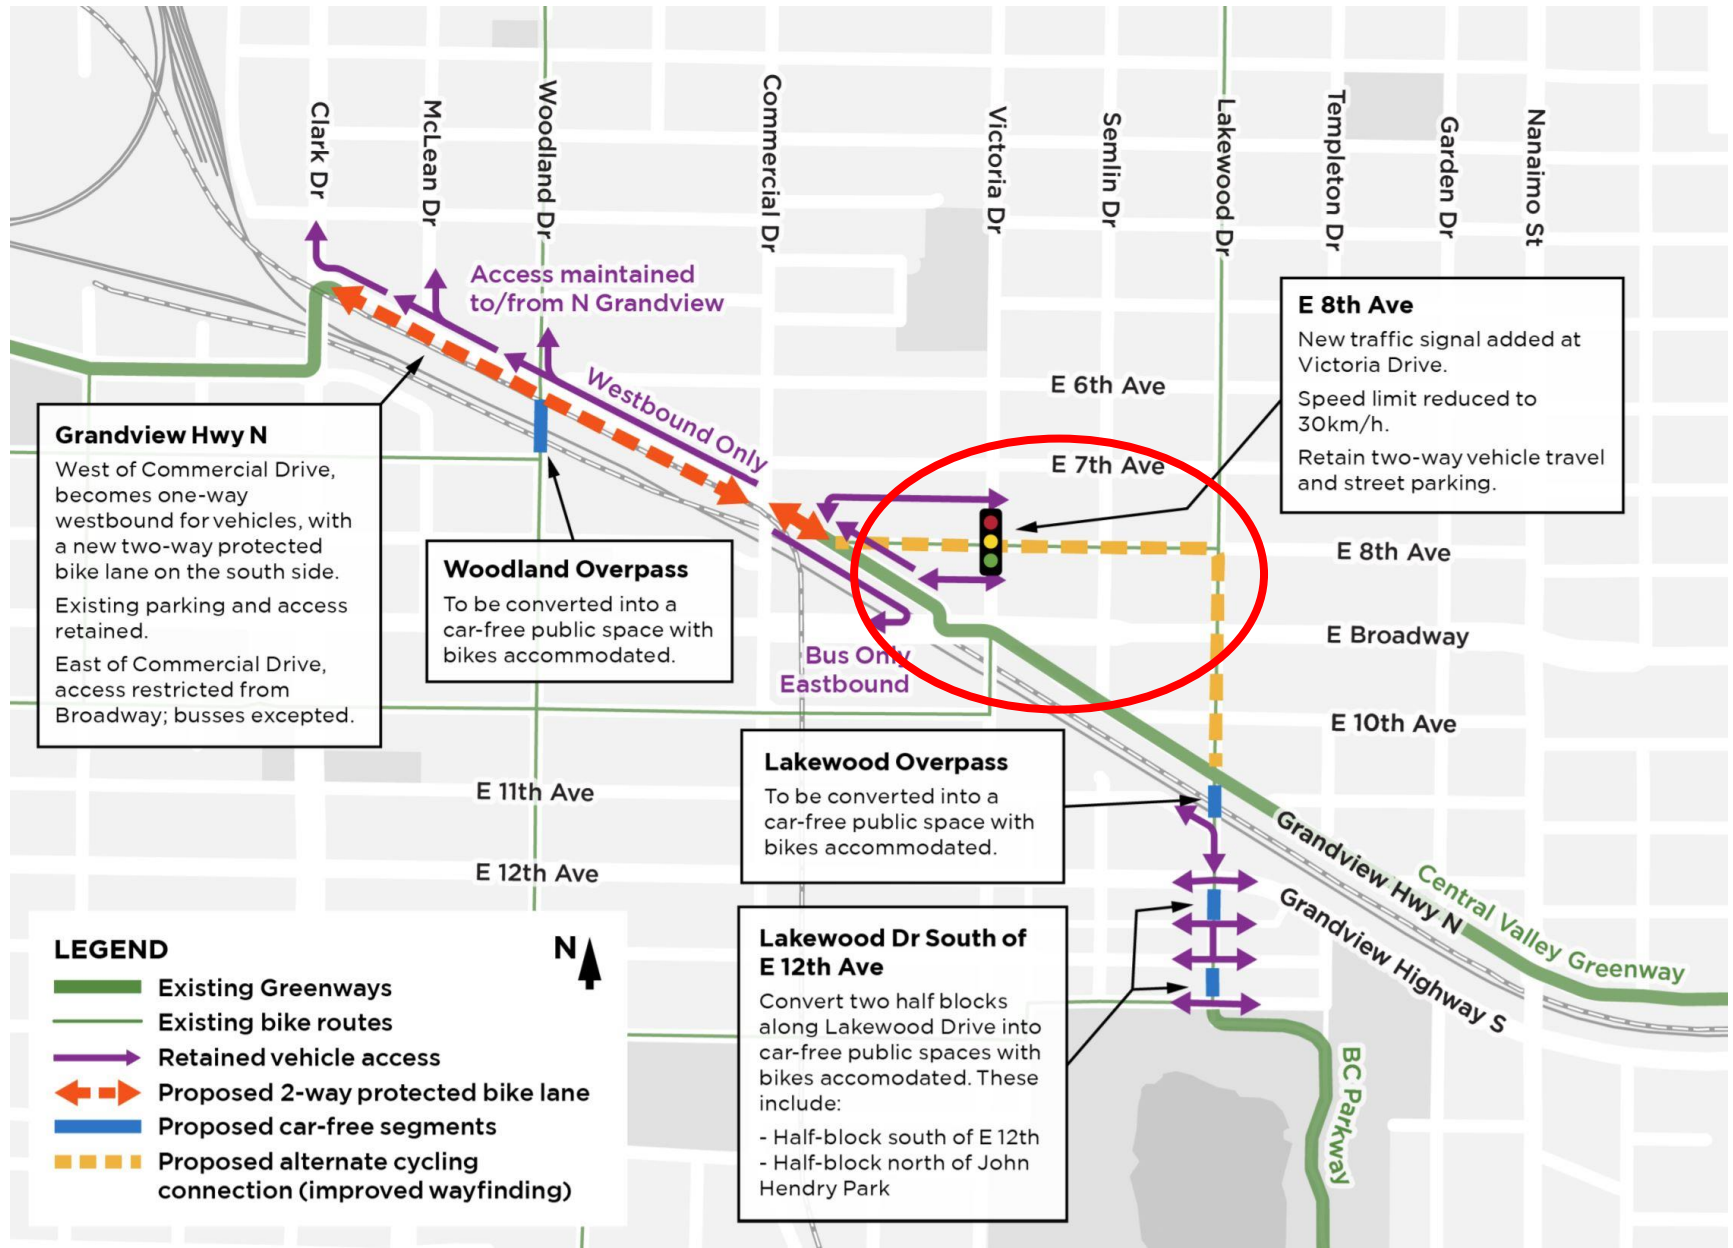 Clark Dr
McLean Dr
Woodland Dr
Commercial Dr
Victoria Dr
Semlin Dr
Lakewood Dr
Templeton Dr
Garden Dr
Nanaimo St
Access maintained
to/from N Grandview
Westbound Only
E 6th Ave
E 7th Ave
E 8th Ave
New traffic signal added at
Victoria Drive.
Speed limit reduced to
30km/h.
Retain two-way vehicle travel
and street parking.
Grandview Hwy N
West of Commercial Drive,
becomes one-way
westbound for vehicles, with
a new two-way protected
bike lane on the south side.
Existing parking and access
retained.
East of Commercial Drive,
access restricted from
Broadway; busses excepted.
Woodland Overpass
To be converted into a
car-free public space with
bikes accommodated.
E 8th Ave
E Broadway
Bus Only
Eastbound
E 10th Ave
E 11th Ave
E 12th Ave
Lakewood Overpass
To be converted into a
car-free public space with
bikes accommodated.
Grandview Hwy N
Central Valley Greenway
Grandview Highway S
BC Parkway
Lakewood Dr South of
E 12th Ave
Convert two half blocks
along Lakewood Drive into
car-free public spaces with
bikes accomodated. These
include:
- Half-block south of E 12th
- Half-block north of John
Hendry Park
LEGEND
N
Existing Greenways
Existing bike routes
Retained vehicle access
Proposed 2-way protected bike lane
Proposed car-free segments
Proposed alternate cycling
connection (improved wayfinding)